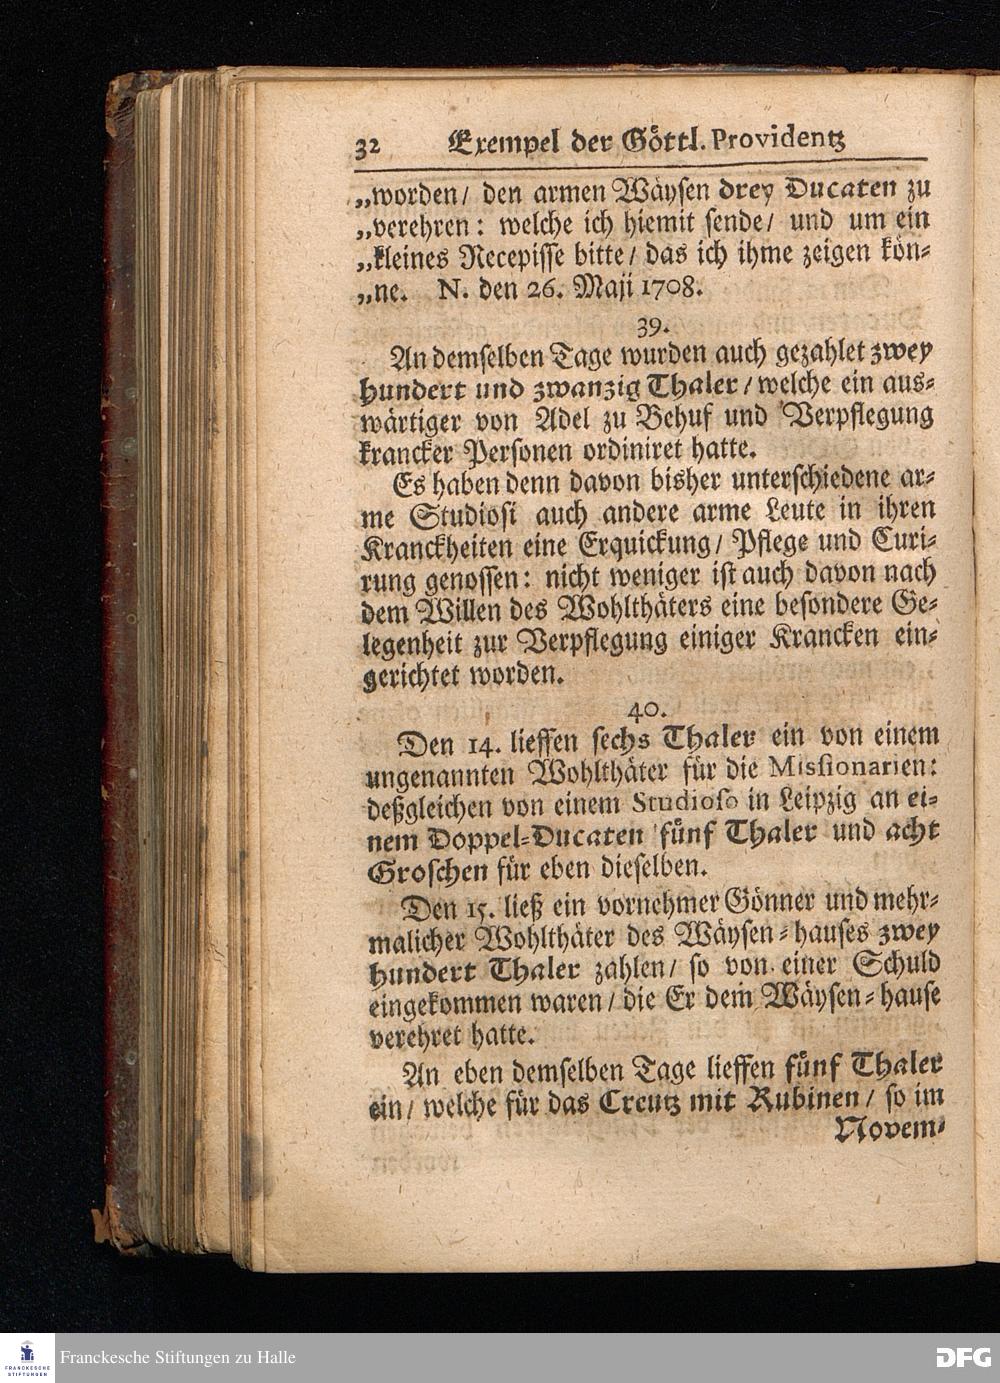 32 Exempel der Göttl. Providentz
„worden/ den armen Wäysen drey Ducaten zu
„verehren: welche ich hiemit sende/ und um ein
„kleines Recepisse bitte/ das ich ihme zeigen kön-
„ne. N. den 26. Maji 1708.
39.
An demselben Tage wurden auch gezahlet zwey
hundert und zwanzig Thaler/ welche ein aus-
wärtiger von Adel zu Behuf und Verpflegung
krancker Personen ordiniret hatte.
Es haben denn davon bisher unterschiedene ar-
me Studiosi auch andere arme Leute in ihren
Kranckheiten eine Erquickung/ Pflege und Curi-
rung genossen: nicht weniger ist auch davon nach
dem Willen des Wohlthäters eine besondere Ge-
legenheit zur Verpflegung einiger Krancken ein-
gerichtet worden.
40.
Den 14. lieffen sechs Thaler ein von einem
ungenannten Wohlthäter für die Missionarien:
deßgleichen von einem Studioso in Leipzig an ei-
nem Doppel-Ducaten fünf Thaler und acht
Groschen für eben dieselben.
Den 15. ließ ein vornehmer Gönner und mehr-
malicher Wohlthäter des Wäysen-hauses zwey
hundert Thaler zahlen/ so von einer Schuld
eingekommen waren/ die Er dem Wäysen-hause
verehret hatte.
An eben demselben Tage lieffen fünf Thaler
ein/ welche für das Creutz mit Rubinen/ so im
Novem-
FRANCKESCHE
STIFTUNGEN
Franckesche Stiftungen zu Halle
DFG